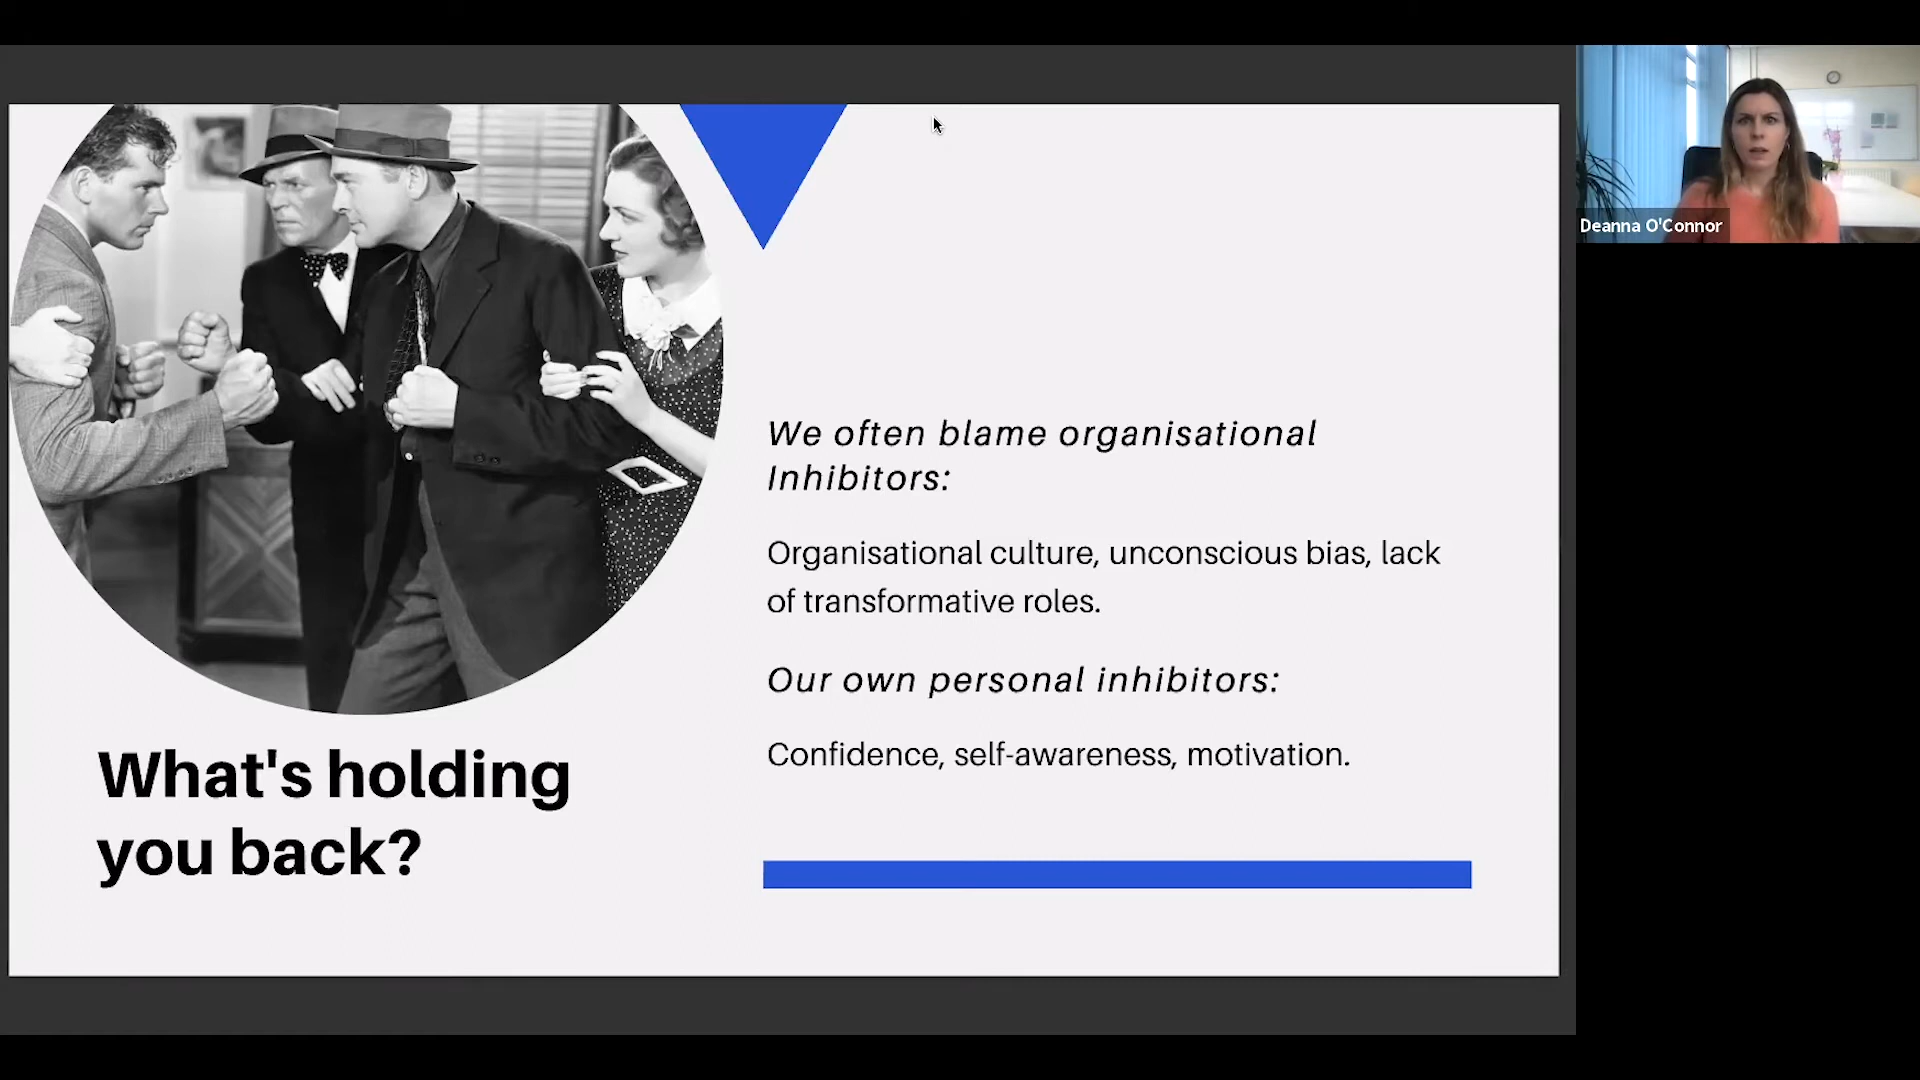 What's holding
you back?
We often blame organisational
Inhibitors:
Organisational culture, unconscious bias, lack
of transformative roles.
Our own personal inhibitors:
Confidence, self-awareness, motivation.
Deanna O'Connor